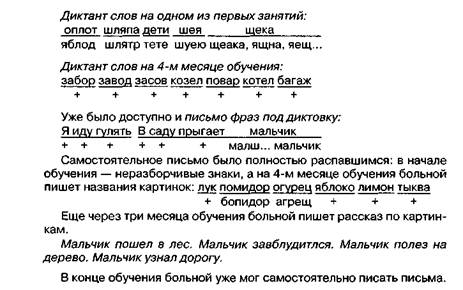 Диктант слов на одном из первых занятий:
оплот шляпа дети шея щека
яблод шлятр тете шуею щеака, ящна, яещ...
Диктант слов на 4-м месяце обучения:
забор завод засов козел повар котел багаж
+ + + + + + +
Уже было доступно и письмо фраз под диктовку:
Я иду гулять В саду прыгает мальчик
+ + + + + + малш... мальчик
Самостоятельное письмо было полностью распавшимся: в начале
обучения — неразборчивые знаки, а на 4-м месяце обучения больной
пишет названия картинок: лук помидор огурец яблоко лимон тыква
+ бопидор агрещ + + +
Еще через три месяца обучения больной пишет рассказ по картин-
кам.
Мальчик пошел в лес. Мальчик завблудитлся. Мальчик полез на
дерево. Мальчик узнал дорогу.
В конце обучения больной уже мог самостоятельно писать письма.